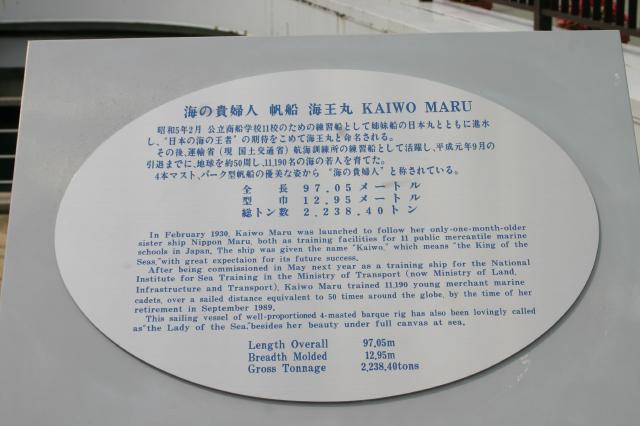 海の貴婦人 帆船 海王丸 KAIWO MARU
昭和5年2月 公立商船学校11校のための練習船として姉妹船の日本丸とともに進水
し、“日本の海の王者”の期待をこめて海王丸と命名される。
その後、運輸省（現 国土交通省）航海訓練所の練習船として活躍し、平成元年9月の
引退までに、地球を約50周し、11,190名の海の若人を育てた。
4本マスト、バーク型帆船の優美な姿から “海の貴婦人” と称されている。
全長 97.05 メートル
型巾 12.95 メートル
総トン数 2,238.40 トン
In February 1930, Kaiwo Maru was launched to follow her only-one-month-older
sister ship Nippon Maru, both as training facilities for 11 public mercantile marine
schools in Japan. The ship was given the name "Kaiwo," which means "the King of the
Seas,"with great expectaion for its future success.
After being commissioned in May next year as a training ship for the National
Institute for Sea Training in the Ministry of Transport (now Ministry of Land,
Infrastructure and Transport), Kaiwo Maru trained 11,190 young merchant marine
cadets, over a sailed distance equivalent to 50 times around the globe, by the time of her
retirement in September 1989.
This sailing vessel of well-proportioned 4-masted barque rig has also been lovingly called
as"the Lady of the Sea,"besides her beauty under full canvas at sea.
Length Overall 97.05m
Breadth Molded 12.95m
Gross Tonnage 2,238.40tons